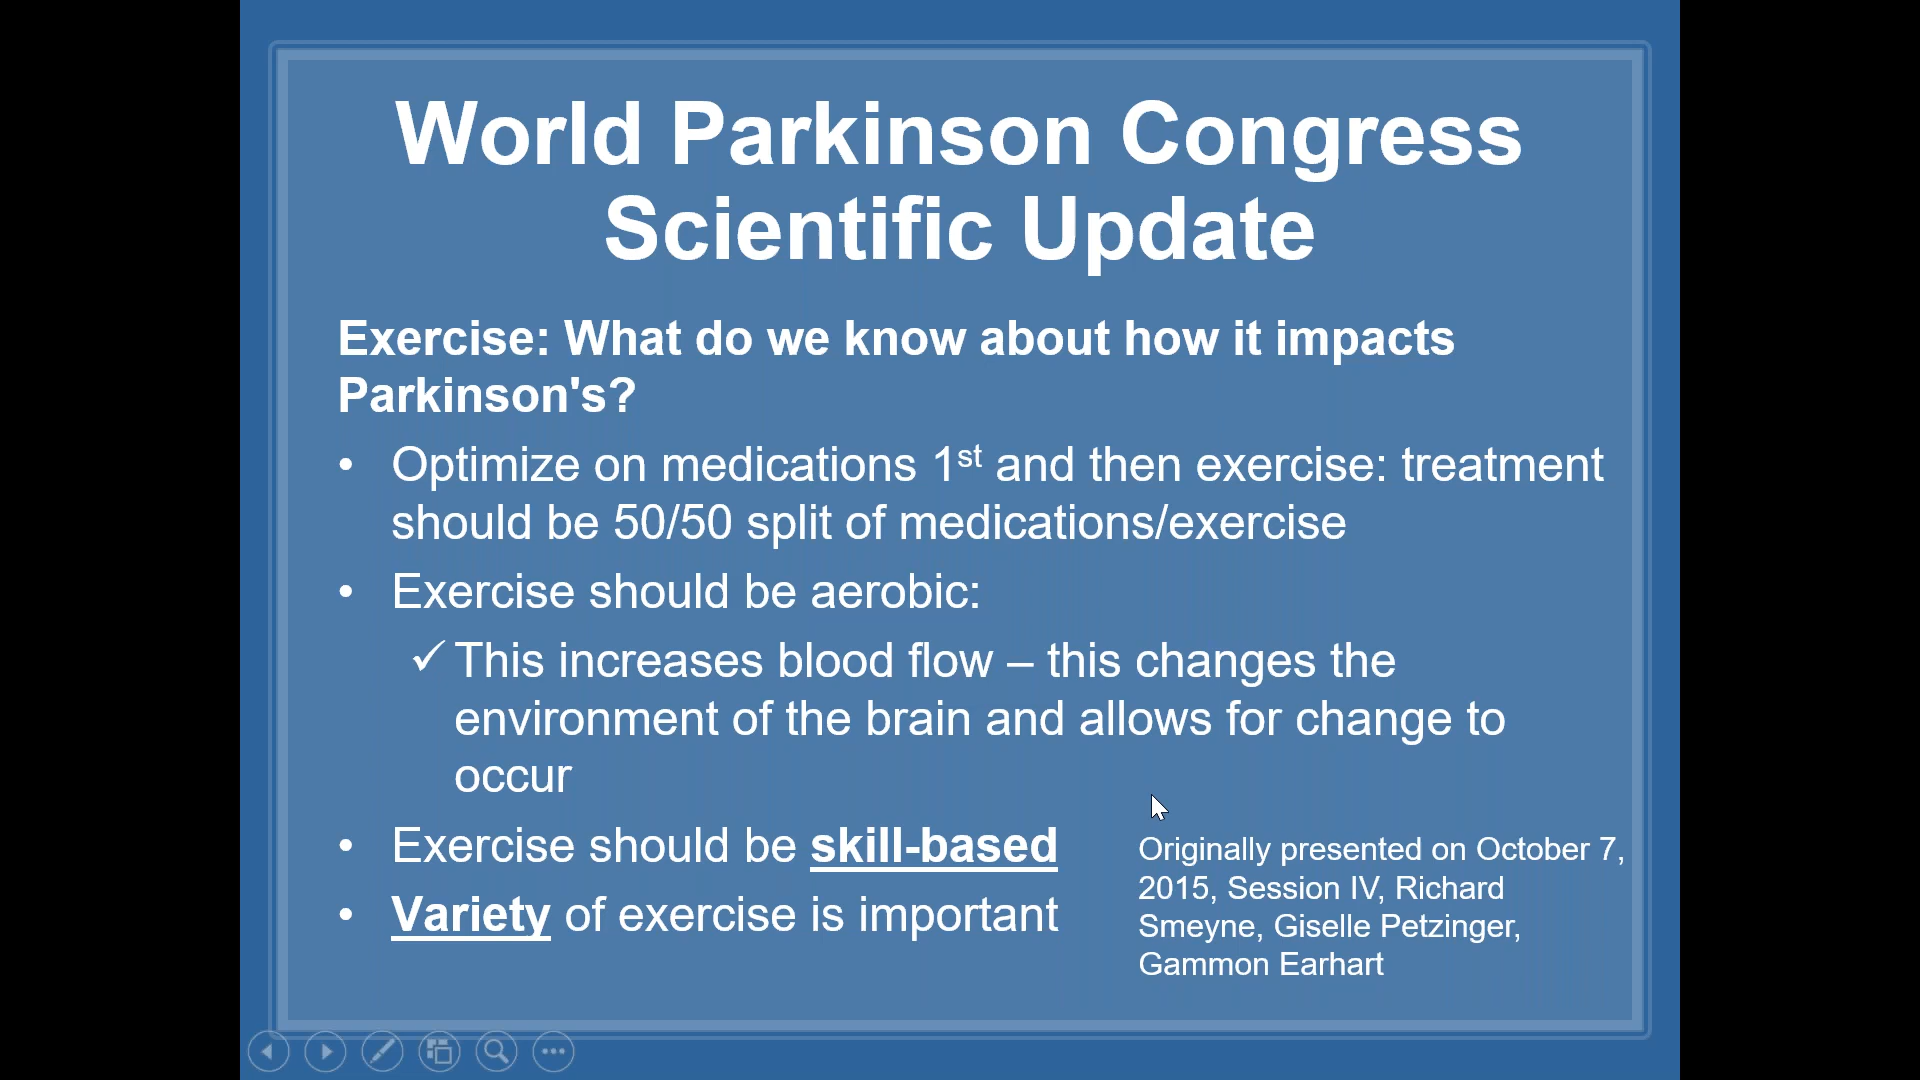 World Parkinson Congress
Scientific Update
Exercise: What do we know about how it impacts
Parkinson's?
• Optimize on medications 1st and then exercise: treatment
should be 50/50 split of medications/exercise
• Exercise should be aerobic:
✓ This increases blood flow – this changes the
environment of the brain and allows for change to
occur
• Exercise should be skill-based
• Variety of exercise is important
Originally presented on October 7,
2015, Session IV, Richard
Smeyne, Giselle Petzinger,
Gammon Earhart